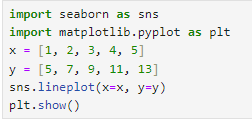 import seaborn as sns
import matplotlib.pyplot as plt
x = [1, 2, 3, 4, 5]
y = [5, 7, 9, 11, 13]
sns.lineplot(x=x, y=y)
plt.show()